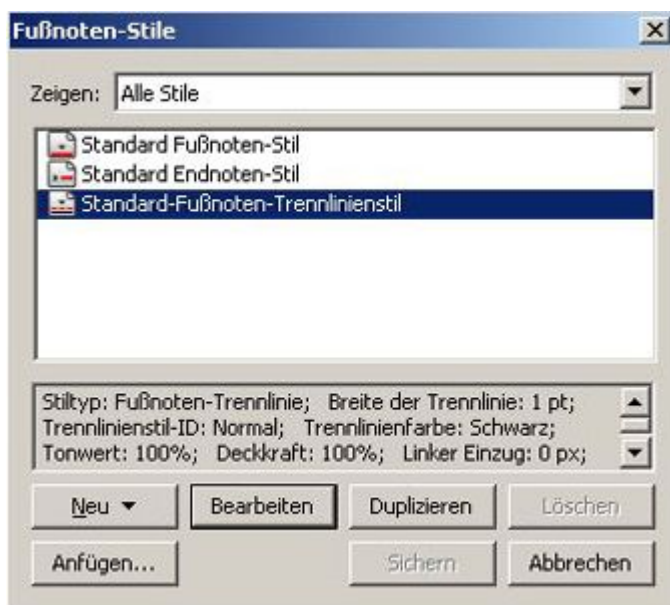 Fußnoten-Stile
Zeigen: Alle Stile
Standard Fußnoten-Stil
Standard Endnoten-Stil
Standard-Fußnoten-Trennlinienstil
Stiltyp: Fußnoten-Trennlinie; Breite der Trennlinie: 1 pt;
Trennlinienstil-ID: Normal; Trennlinienfarbe: Schwarz;
Tonwert: 100%; Deckkraft: 100%; Linker Einzug: 0 px;
Neu Bearbeiten Duplizieren Löschen
Anfügen... Sichern Abbrechen